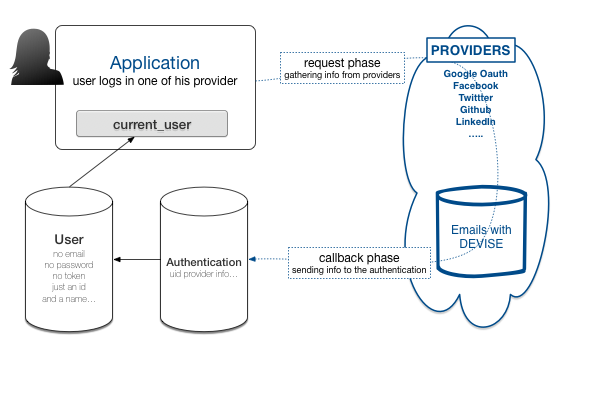 Application
user logs in one of his provider
current_user
request phase
gathering info from providers
PROVIDERS
Google Oauth
Facebook
Twittter
Github
LinkedIn
.....
Emails with
DEVISE
callback phase
sending info to the authentication
Authentication
uid provider info...
User
no email
no password
no token
just an id
and a name...